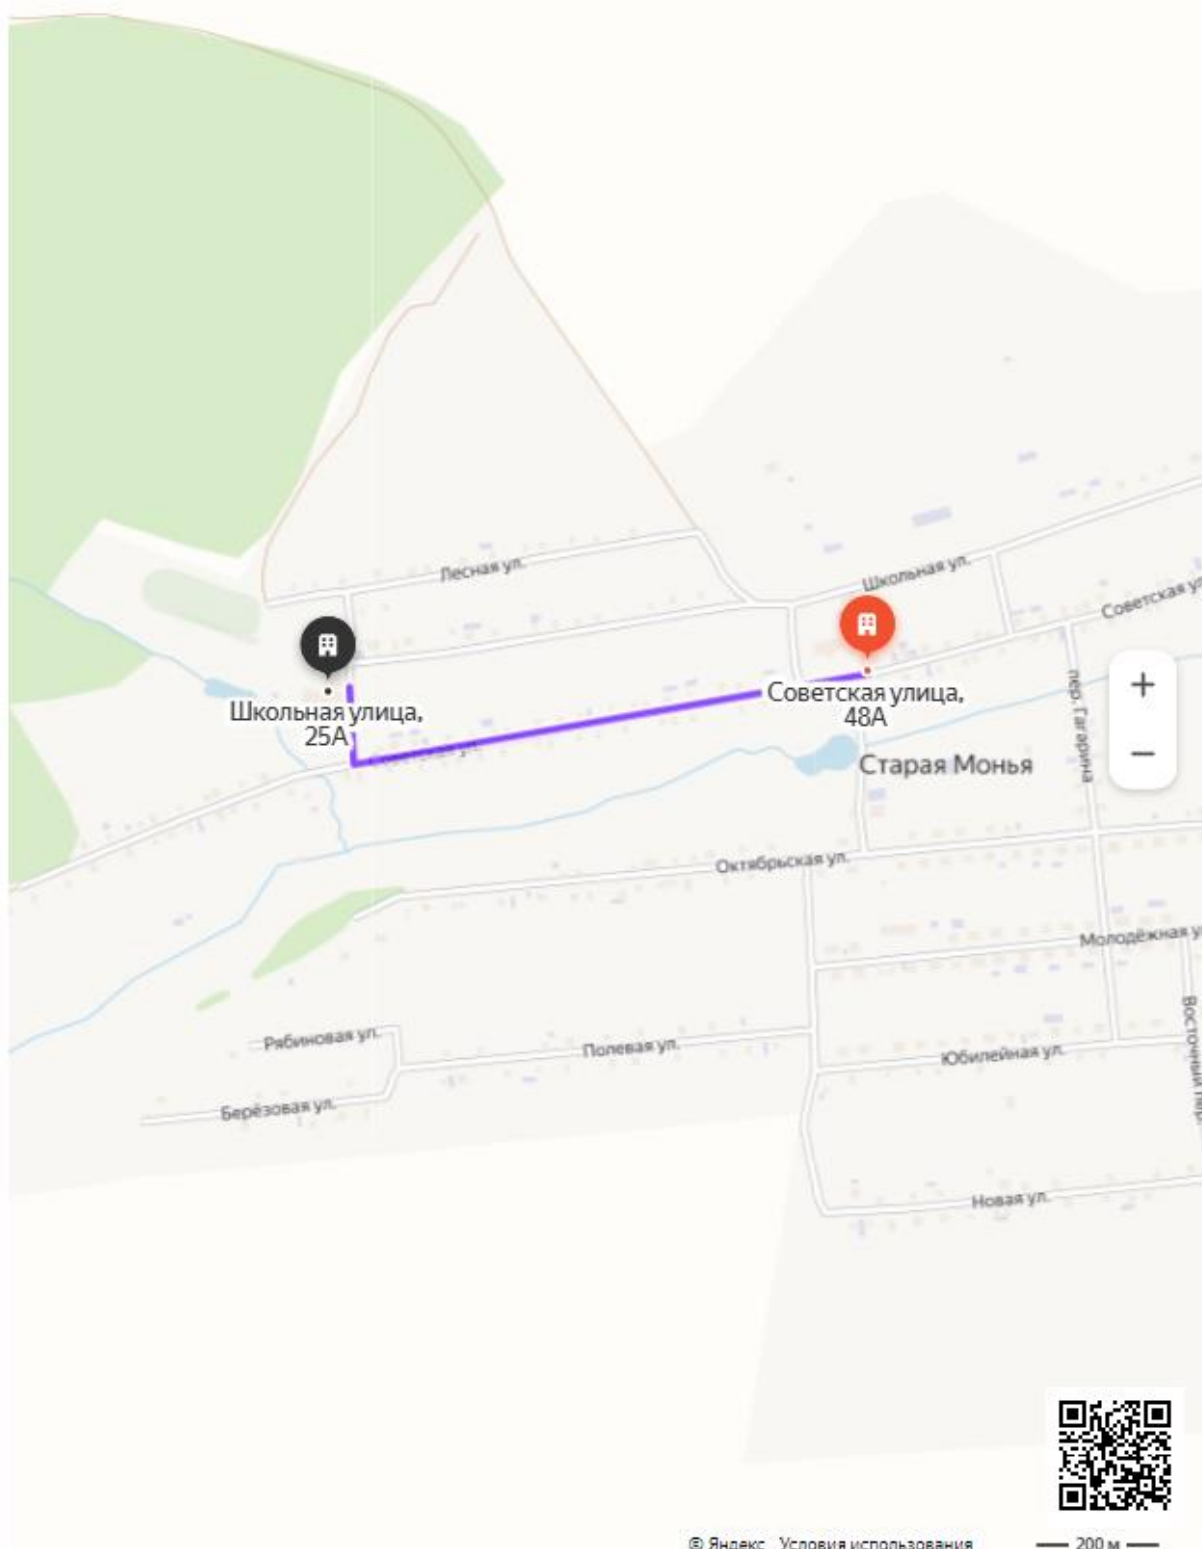 Лесная ул.
Школьная ул.
Советская ул
Школьная улица,
25А
Советская улица,
48А
пер. Гагарина
+
−
Старая Монья
Октябрьская ул.
Молодёжная у
Восточный пер.
Рябиновая ул.
Полевая ул.
Юбилейная ул.
Берёзовая ул.
Новая ул.
© Яндекс Условия использования
200 м